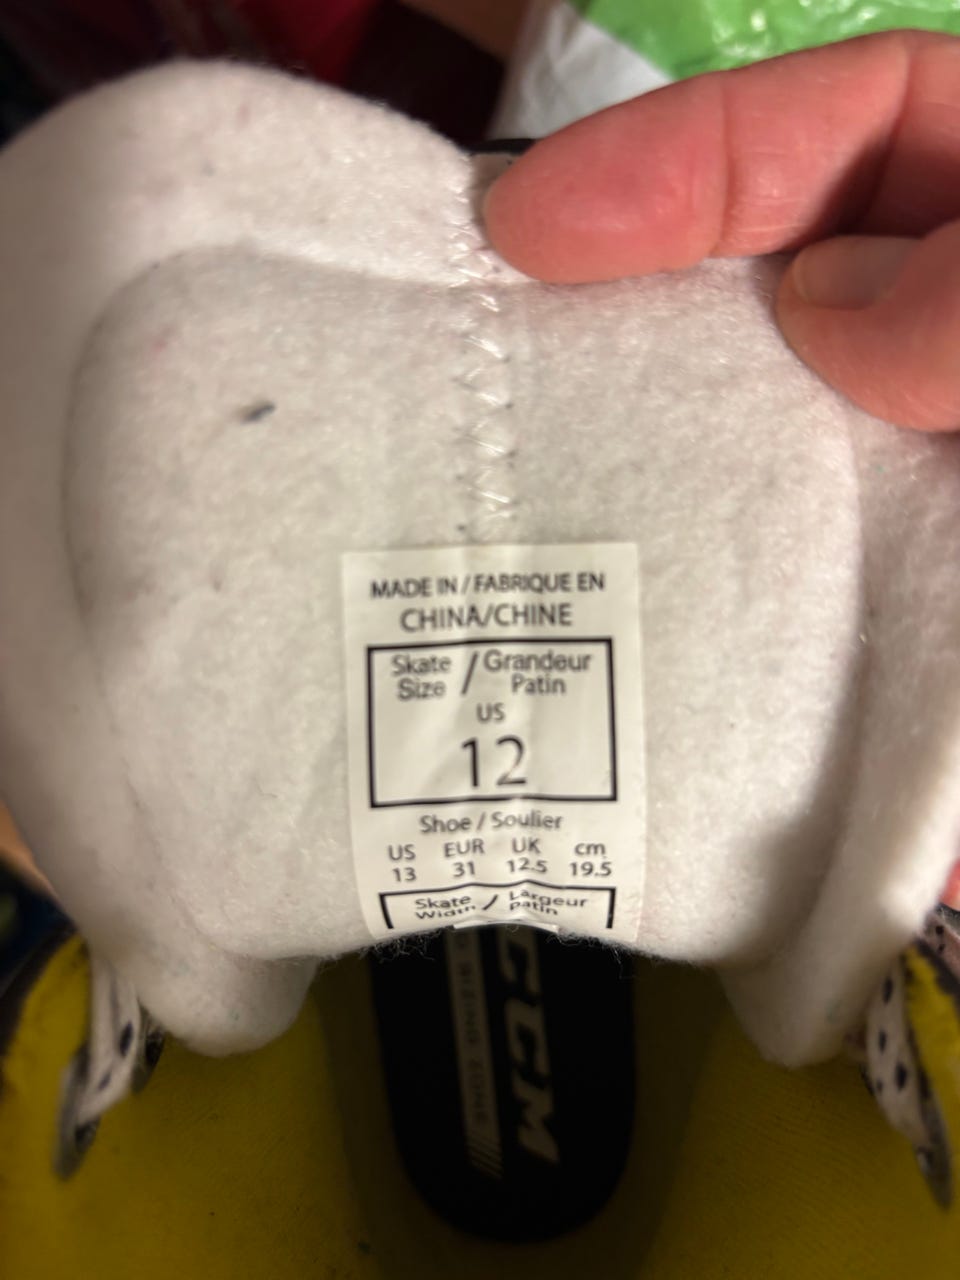 MADE IN / FABRIQUE EN
CHINA/CHINE
Skate Size / Grandeur Patin
US
12
Shoe / Soulier
US EUR UK cm
13 31 12.5 19.5
Skate Width / Largeur patin
CCM